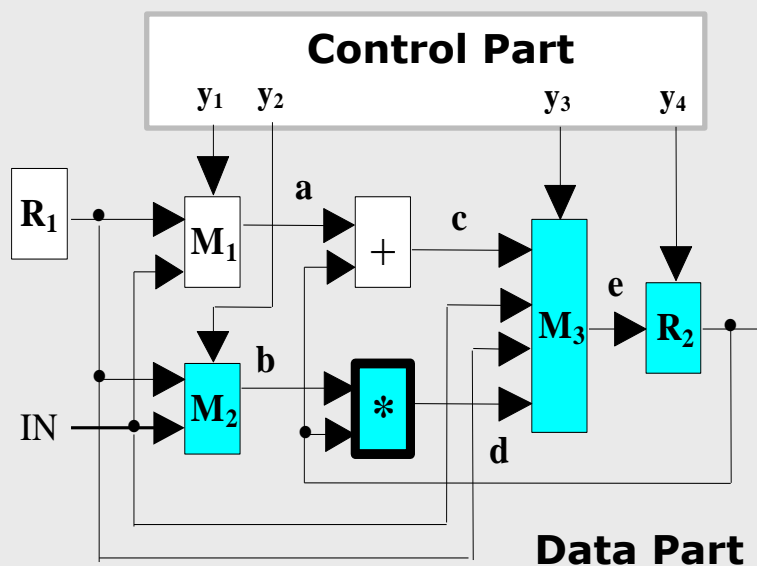 Control Part
y₁ y₂ y₃ y₄
R₁
M₁
a
+
c
M₂
b
*
d
M₃
e
R₂
IN
Data Part